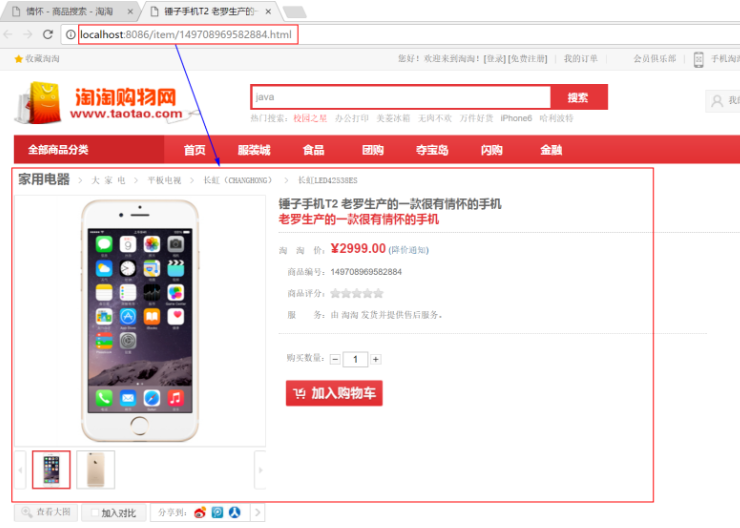 情怀 - 商品搜索 - 淘淘
锤子手机T2 老罗生产的一
localhost:8086/item/149708969582884.html
收藏淘淘
您好！欢迎来到淘淘！[登录] [免费注册] 我的订单 会员俱乐部 手机淘
淘淘购物网
www.taotao.com
java
搜索
我
热门搜索： 校园之星 办公打印 美菱冰箱 无肉不欢 万件好货 iPhone6 哈利波特
全部商品分类 首页 服装城 食品 团购 夺宝岛 闪购 金融
家用电器 > 大 家 电 > 平板电视 > 长虹（CHANGHONG） > 长虹LED42538ES
锤子手机T2 老罗生产的一款很有情怀的手机
老罗生产的一款很有情怀的手机
淘 淘 价： ¥2999.00 (降价通知)
商品编号： 149708969582884
商品评分：
服 务： 由 淘淘 发货并提供售后服务。
购买数量： - 1 +
加入购物车
查看大图 加入对比 分享到： >